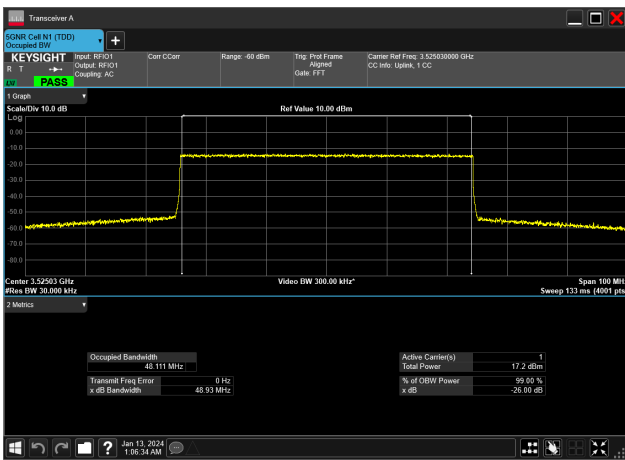 Transceiver A
5GNR Cell N1 (TDD)
Occupied BW
KEYSIGHT Input: RFIO1 Corr CCorr Range: -60 dBm Trig: Prot Frame Carrier Ref Freq: 3.525030000 GHz
R T Output: RFIO1 Aligned CC Info: Uplink, 1 CC
Coupling: AC Gate: FFT
LV PASS
1 Graph
Scale/Div 10.0 dB Ref Value 10.00 dBm
Log
0.00
-10.0
-20.0
-30.0
-40.0
-50.0
-60.0
-70.0
-80.0
Center 3.52503 GHz Video BW 300.00 kHz* Span 100 MHz
#Res BW 30.000 kHz Sweep 133 ms (4001 pts
2 Metrics
Occupied Bandwidth Active Carrier(s) 1
48.111 MHz Total Power 17.2 dBm
Transmit Freq Error 0 Hz % of OBW Power 99.00 %
x dB Bandwidth 48.93 MHz x dB -26.00 dB
? Jan 13, 2024
1:06:34 AM